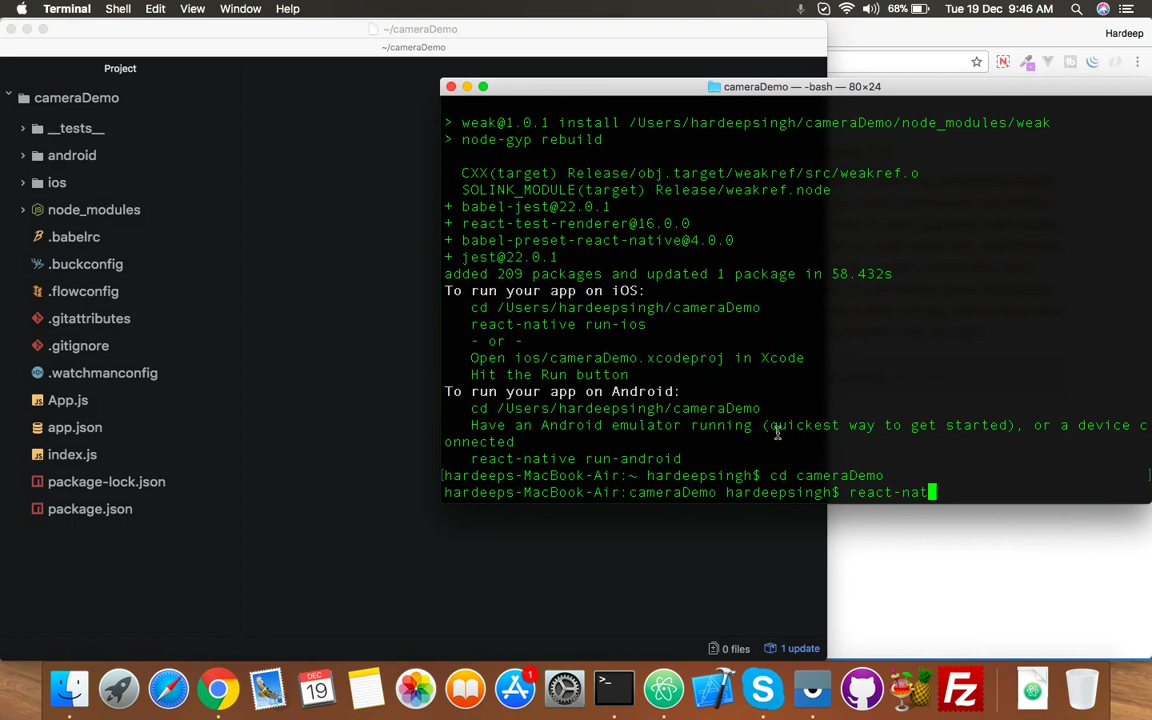 Terminal Shell Edit View Window Help 68% Tue 19 Dec 9:46 AM
~/cameraDemo
~/cameraDemo
Hardeep
Project
cameraDemo
__tests__
android
ios
node_modules
.babelrc
.buckconfig
.flowconfig
.gitattributes
.gitignore
.watchmanconfig
App.js
app.json
index.js
package-lock.json
package.json
0 files 1 update
cameraDemo — -bash — 80×24
> weak@1.0.1 install /Users/hardeepsingh/cameraDemo/node_modules/weak
> node-gyp rebuild
CXX(target) Release/obj.target/weakref/src/weakref.o
SOLINK_MODULE(target) Release/weakref.node
+ babel-jest@22.0.1
+ react-test-renderer@16.0.0
+ babel-preset-react-native@4.0.0
+ jest@22.0.1
added 209 packages and updated 1 package in 58.432s
To run your app on iOS:
cd /Users/hardeepsingh/cameraDemo
react-native run-ios
- or -
Open ios/cameraDemo.xcodeproj in Xcode
Hit the Run button
To run your app on Android:
cd /Users/hardeepsingh/cameraDemo
Have an Android emulator running (quickest way to get started), or a device c
onnected
react-native run-android
[hardeeps-MacBook-Air:~ hardeepsingh$ cd cameraDemo ]
hardeeps-MacBook-Air:cameraDemo hardeepsingh$ react-nat
DEC
19
1
>_
Fz